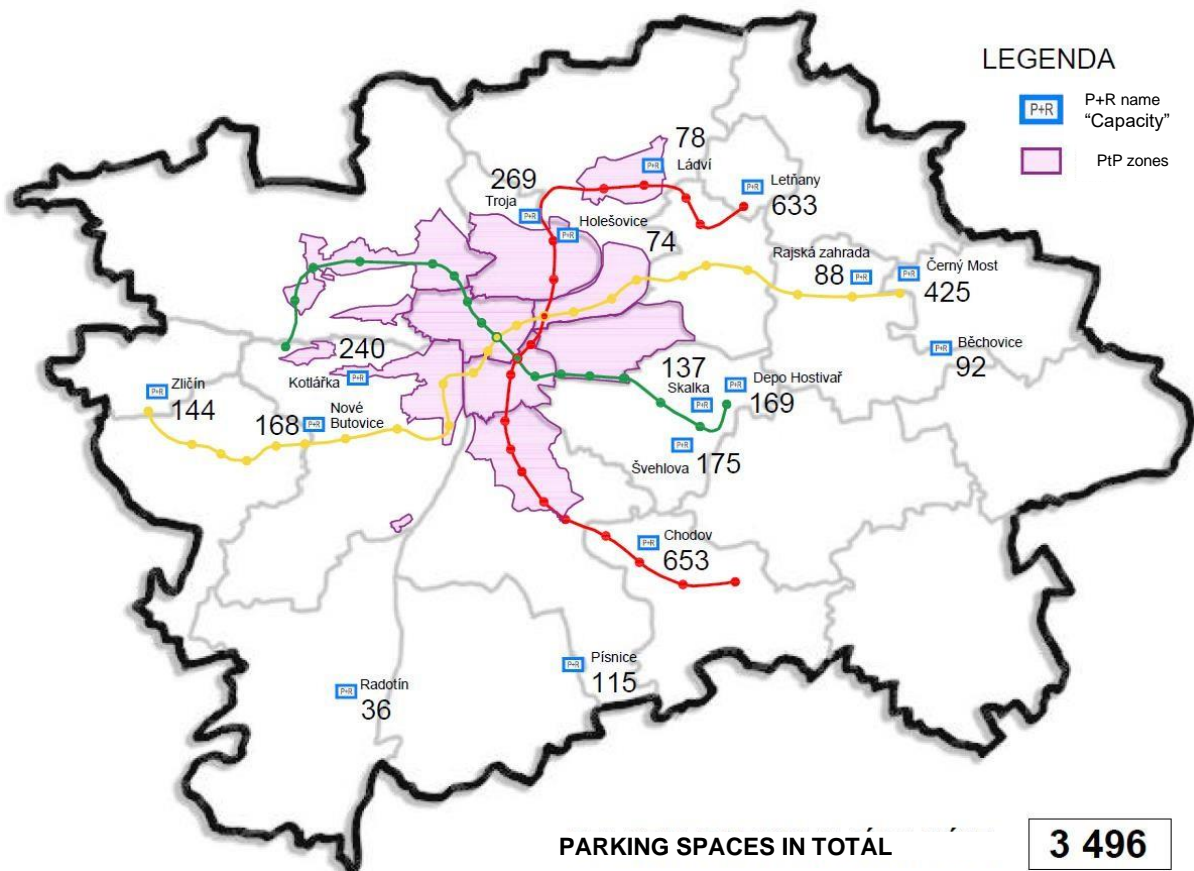 LEGENDA
P+R
P+R name
“Capacity”
PtP zones
78
P+R
Ládví
269
Troja
P+R
P+R
Holešovice
74
P+R
Letňany
633
Rajská zahrada
88
P+R
P+R
Černý Most
425
P+R
Běchovice
92
240
Kotlářka
P+R
Zličín
P+R
144
168
P+R
Nové
Butovice
137
Skalka
P+R
P+R
Depo Hostivař
169
P+R
Švehlova
175
P+R
Chodov
653
P+R
Písnice
115
P+R
Radotín
36
PARKING SPACES IN TOTÁL
3 496